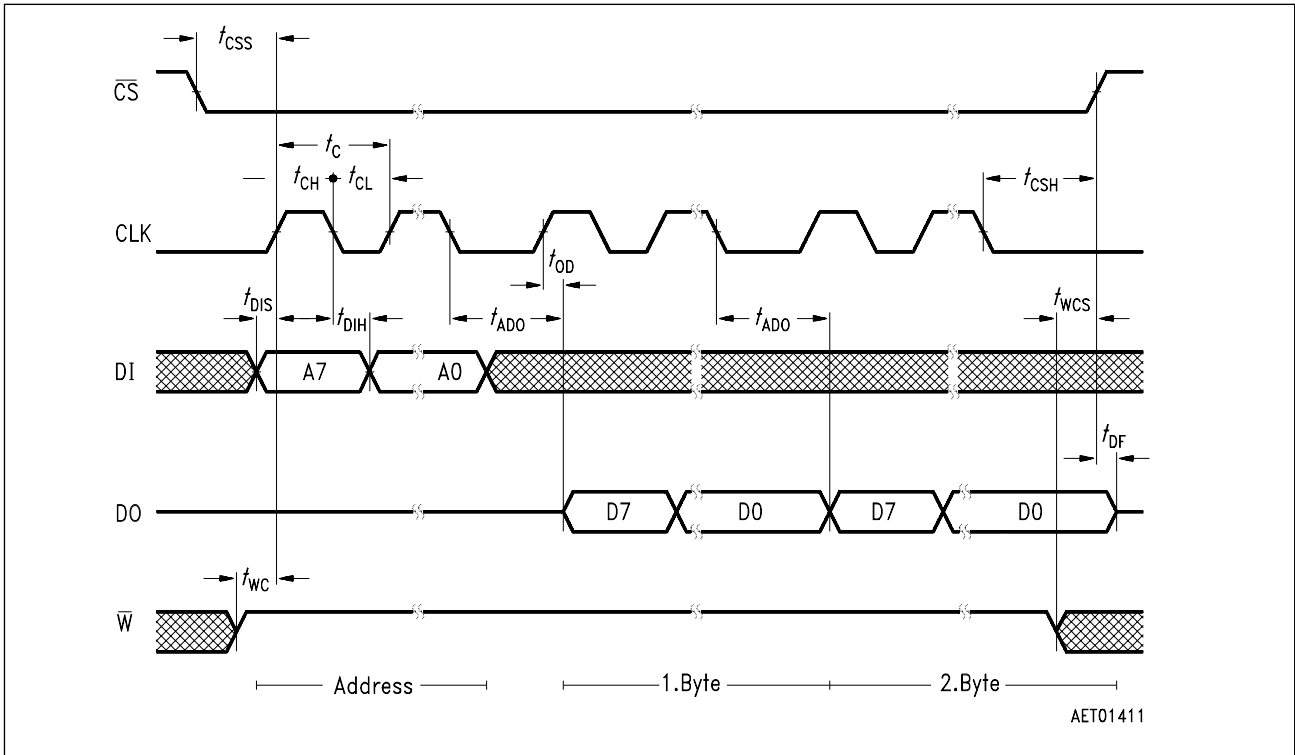 tCSS
CS
tC
tCH tCL
tCSH
CLK
tOD
tDIS
tDIH
tADO
tADO
tWCS
DI
A7
A0
tDF
DO
D7
D0
D7
D0
tWC
W
Address
1.Byte
2.Byte
AET01411